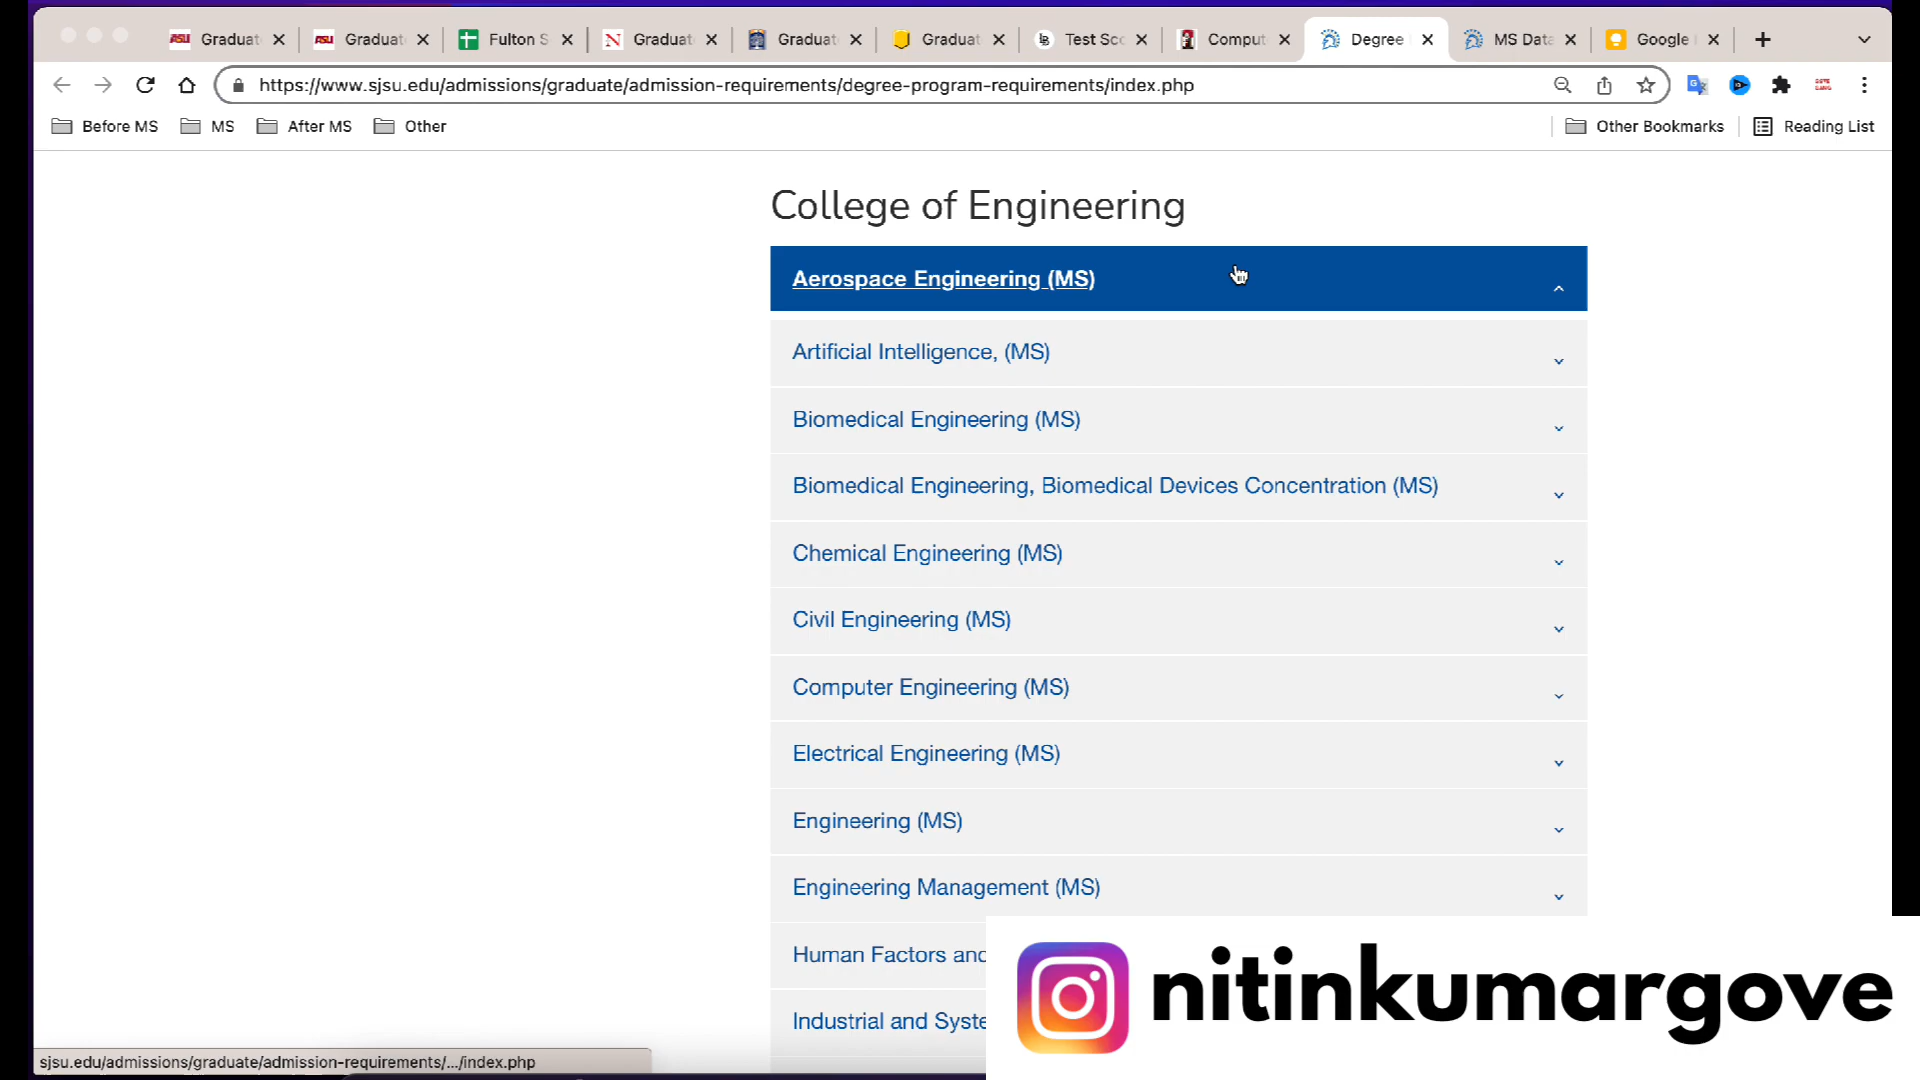 Graduat
Graduat
Fulton S
Graduat
Graduat
Graduat
Test Sco
Comput
Degree
MS Data
Google
https://www.sjsu.edu/admissions/graduate/admission-requirements/degree-program-requirements/index.php
Before MS
MS
After MS
Other
Other Bookmarks
Reading List
College of Engineering
Aerospace Engineering (MS)
Artificial Intelligence, (MS)
Biomedical Engineering (MS)
Biomedical Engineering, Biomedical Devices Concentration (MS)
Chemical Engineering (MS)
Civil Engineering (MS)
Computer Engineering (MS)
Electrical Engineering (MS)
Engineering (MS)
Engineering Management (MS)
Human Factors and
Industrial and Syste
nitinkumargove
sjsu.edu/admissions/graduate/admission-requirements/.../index.php